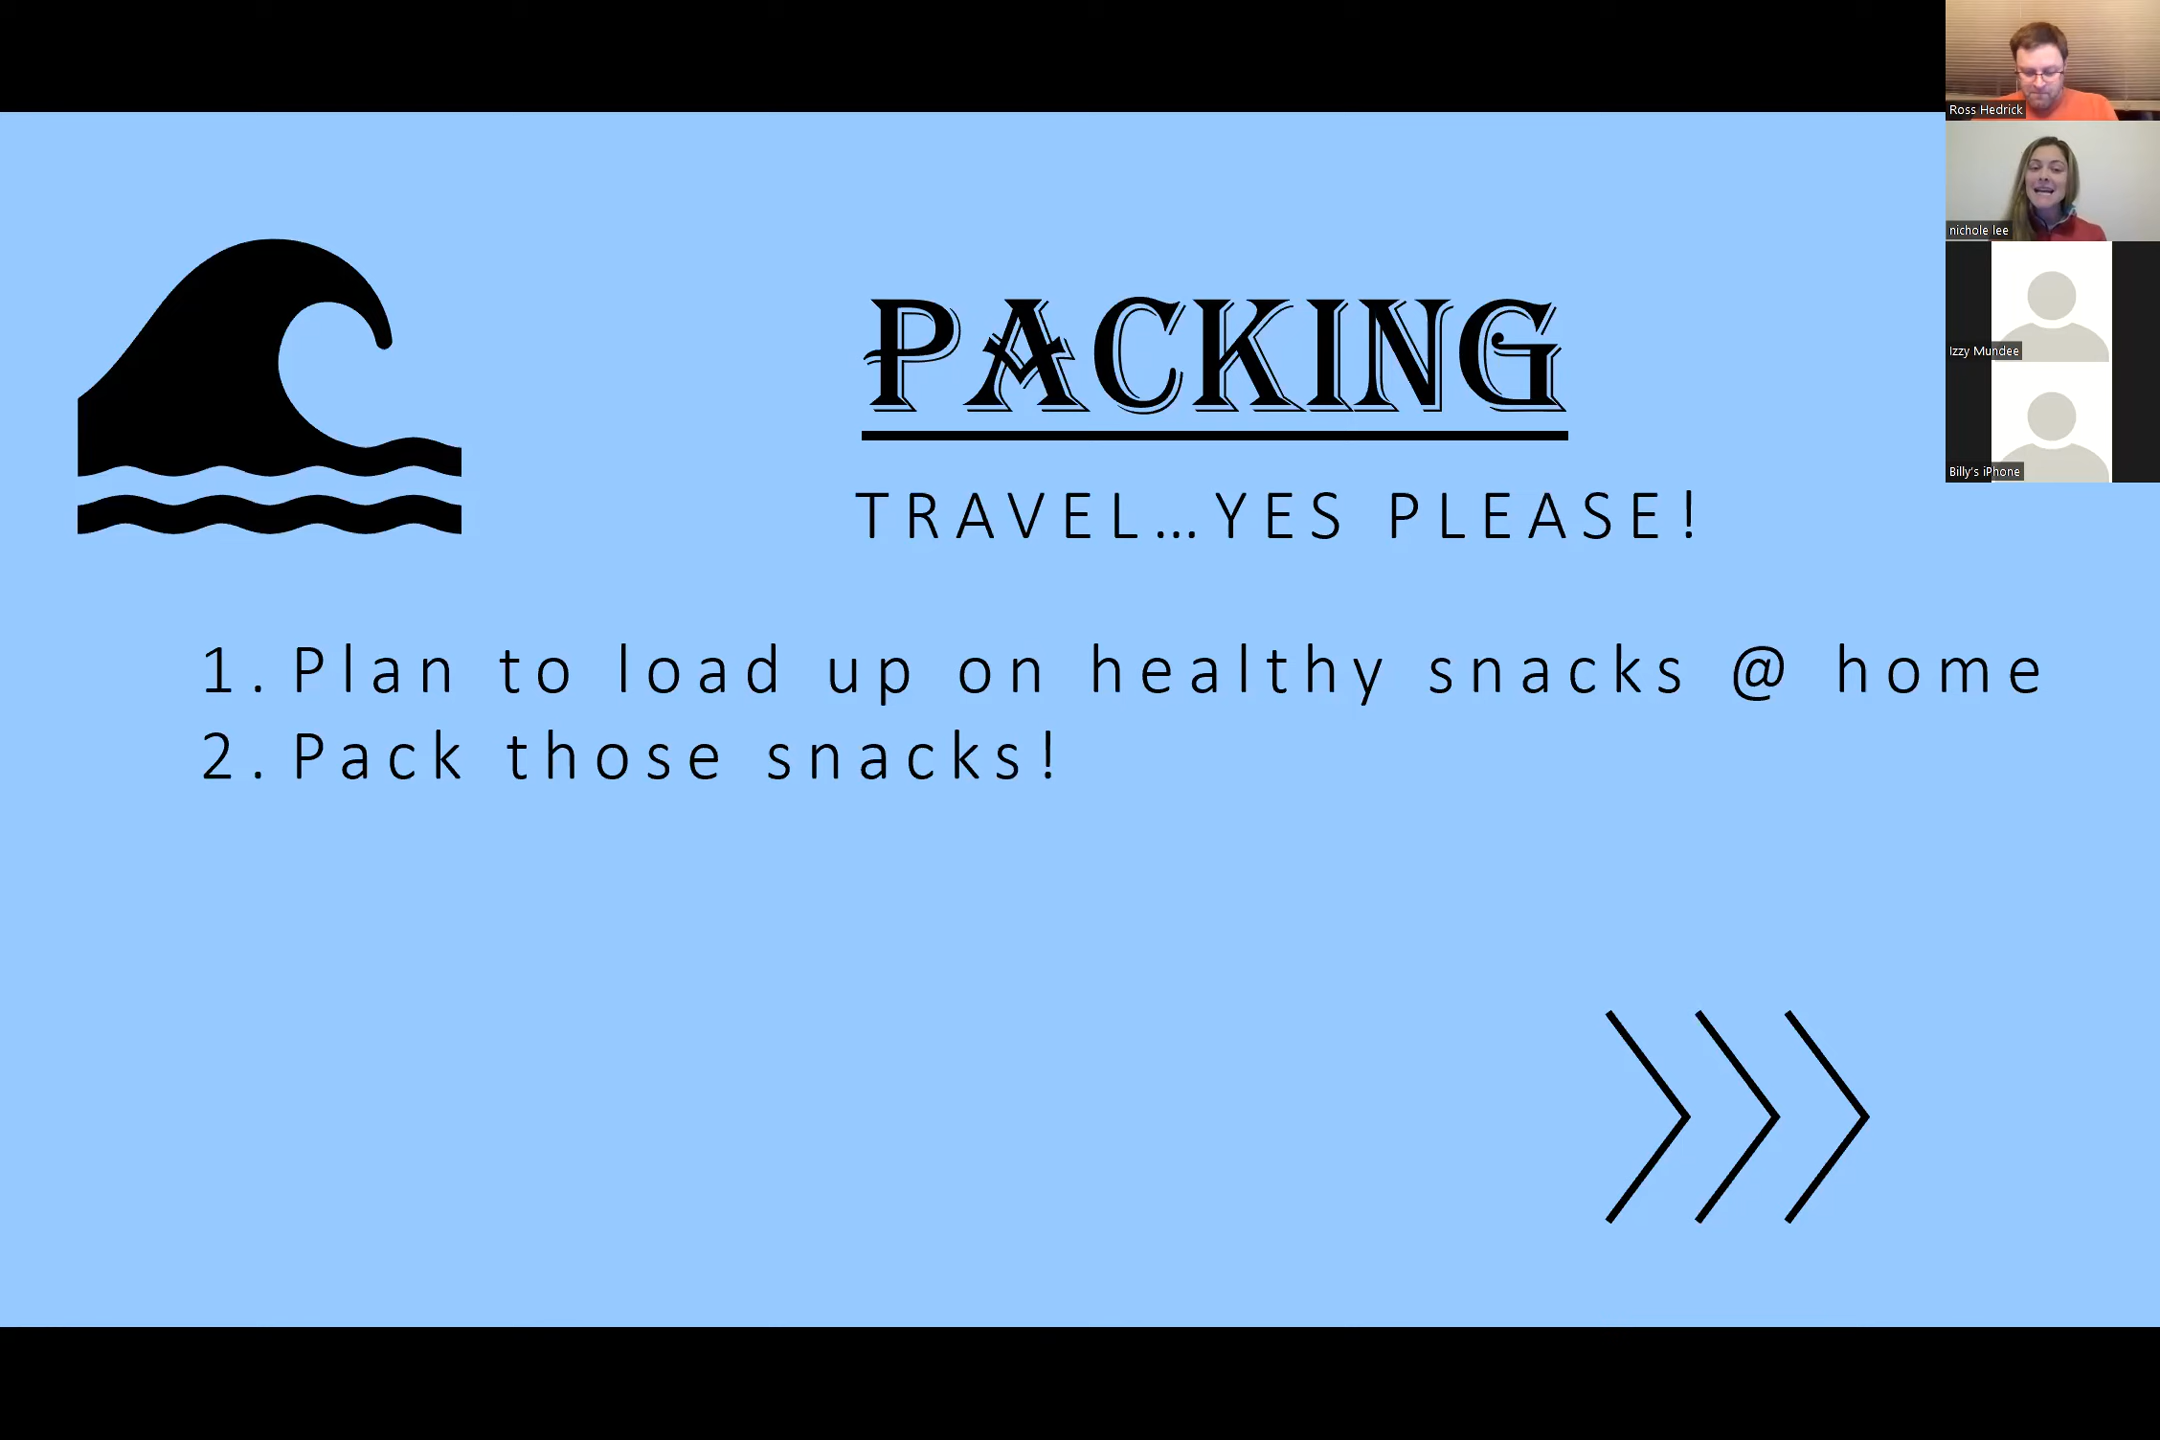 PACKING
TRAVEL...YES PLEASE!
1. Plan to load up on healthy snacks @ home
2. Pack those snacks!
Ross Hedrick
nichole lee
Izzy Mundee
Billy's iPhone